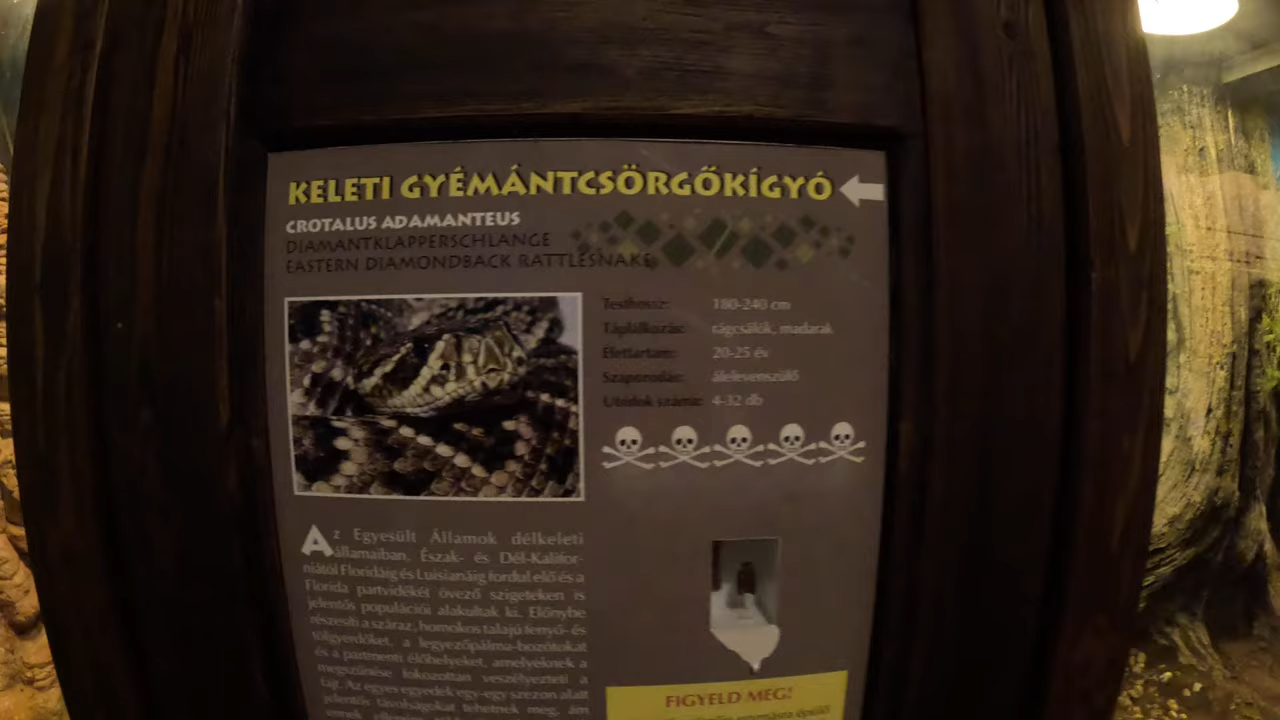 KELETI GYÉMÁNTCSÖRGŐKÍGYÓ
CROTALUS ADAMANTEUS
DIAMANTKLAPPERSCHLANGE
EASTERN DIAMONDBACK RATTLESNAKE
Testhossz: 180-240 cm
Táplálkozás: rágcsálók, madarak
Élettartam: 20-25 év
Szaporodás: álelevenszülő
Utódok száma: 4-32 db
Az Egyesült Államok délkeleti
államaiban, Észak- és Dél-Kalifor-
niától Floridáig és Luisianáig fordul elő és a
Florida partvidékét övező szigeteken is
jelentős populációi alakultak ki. Előnybe
részesíti a száraz, homokos talajú fenyő- és
tölgyerdőket, a legyezőpálma-bozótokat
és a partmenti élőhelyeket, amelyeknek a
megszűnése fokozottan veszélyezteti a
fajt. Az egyes egyedek egy-egy szezon alatt
jelentős távolságokat tehetnek meg, ám
FIGYELD MEG!